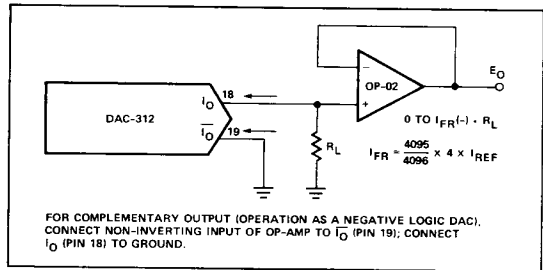 DAC-312
I_O
18
\overline{I_O}
19
R_L
−
+
OP-02
E_O
0 TO I_FR(–) · R_L
I_FR = 4095/4096 x 4 x I_REF
FOR COMPLEMENTARY OUTPUT (OPERATION AS A NEGATIVE LOGIC DAC),
CONNECT NON-INVERTING INPUT OF OP-AMP TO \overline{I_O} (PIN 19); CONNECT
I_O (PIN 18) TO GROUND.